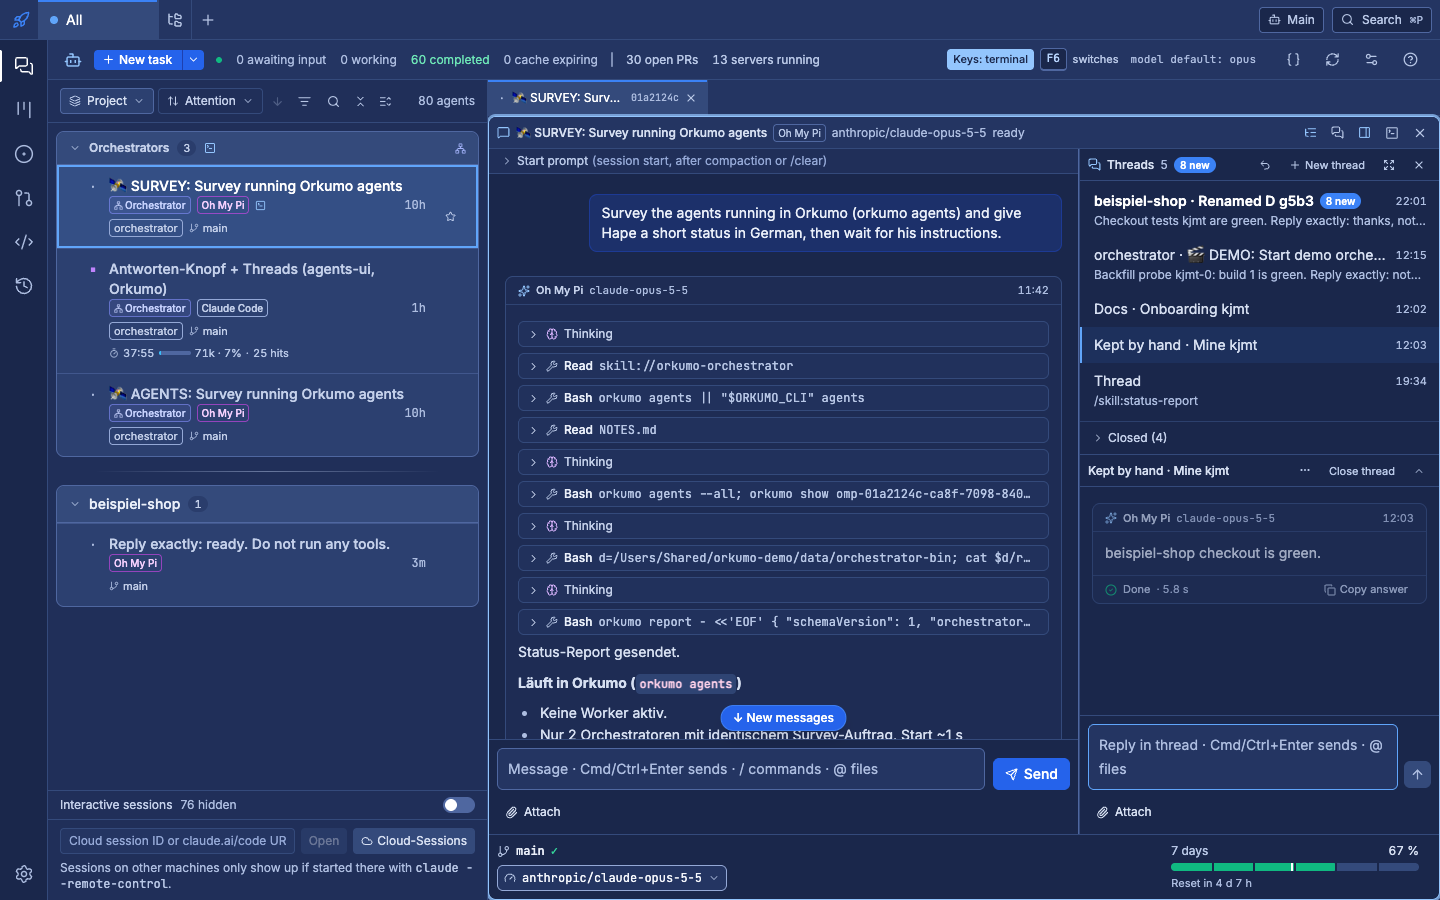 All
Main
Search ⌘P
+ New task
0 awaiting input
0 working
60 completed
0 cache expiring
30 open PRs
13 servers running
Keys: terminal
F6
switches
model default: opus
Project
Attention
80 agents
SURVEY: Surv...
01a2124c
Orchestrators 3
SURVEY: Survey running Orkumo agents
Orchestrator
Oh My Pi
10h
orchestrator
main
Antworten-Knopf + Threads (agents-ui,
Orkumo)
Orchestrator
Claude Code
1h
orchestrator
main
37:55
71k · 7% · 25 hits
AGENTS: Survey running Orkumo agents
Orchestrator
Oh My Pi
10h
orchestrator
main
beispiel-shop 1
Reply exactly: ready. Do not run any tools.
Oh My Pi
3m
main
Interactive sessions 76 hidden
Cloud session ID or claude.ai/code UR
Open
Cloud-Sessions
Sessions on other machines only show up if started there with claude -
-remote-control.
SURVEY: Survey running Orkumo agents
Oh My Pi
anthropic/claude-opus-5-5 ready
Start prompt (session start, after compaction or /clear)
Survey the agents running in Orkumo (orkumo agents) and give
Hape a short status in German, then wait for his instructions.
Oh My Pi claude-opus-5-5
11:42
Thinking
Read skill://orkumo-orchestrator
Bash orkumo agents || "$ORKUMO_CLI" agents
Read NOTES.md
Thinking
Bash orkumo agents --all; orkumo show omp-01a2124c-ca8f-7098-840...
Thinking
Bash d=/Users/Shared/orkumo-demo/data/orchestrator-bin; cat $d/r...
Thinking
Bash orkumo report - <<'EOF' { "schemaVersion": 1, "orchestrator...
Status-Report gesendet.
Läuft in Orkumo (orkumo agents)
• Keine Worker aktiv.
• Nur 2 Orchestratoren mit identischem Survey-Auftrag. Start ~1 s
↓ New messages
Message · Cmd/Ctrl+Enter sends · / commands · @ files
Send
Attach
main ✓
anthropic/claude-opus-5-5
Threads 5
8 new
+ New thread
beispiel-shop · Renamed D g5b3
8 new
22:01
Checkout tests kjmt are green. Reply exactly: thanks, not...
orchestrator · 🎬 DEMO: Start demo orche...
12:15
Backfill probe kjmt-0: build 1 is green. Reply exactly: not...
Docs · Onboarding kjmt
12:02
Kept by hand · Mine kjmt
12:03
Thread
19:34
/skill:status-report
Closed (4)
Kept by hand · Mine kjmt
···
Close thread
Oh My Pi claude-opus-5-5
12:03
beispiel-shop checkout is green.
Done · 5.8 s
Copy answer
Reply in thread · Cmd/Ctrl+Enter sends · @
files
Attach
7 days
67 %
Reset in 4 d 7 h